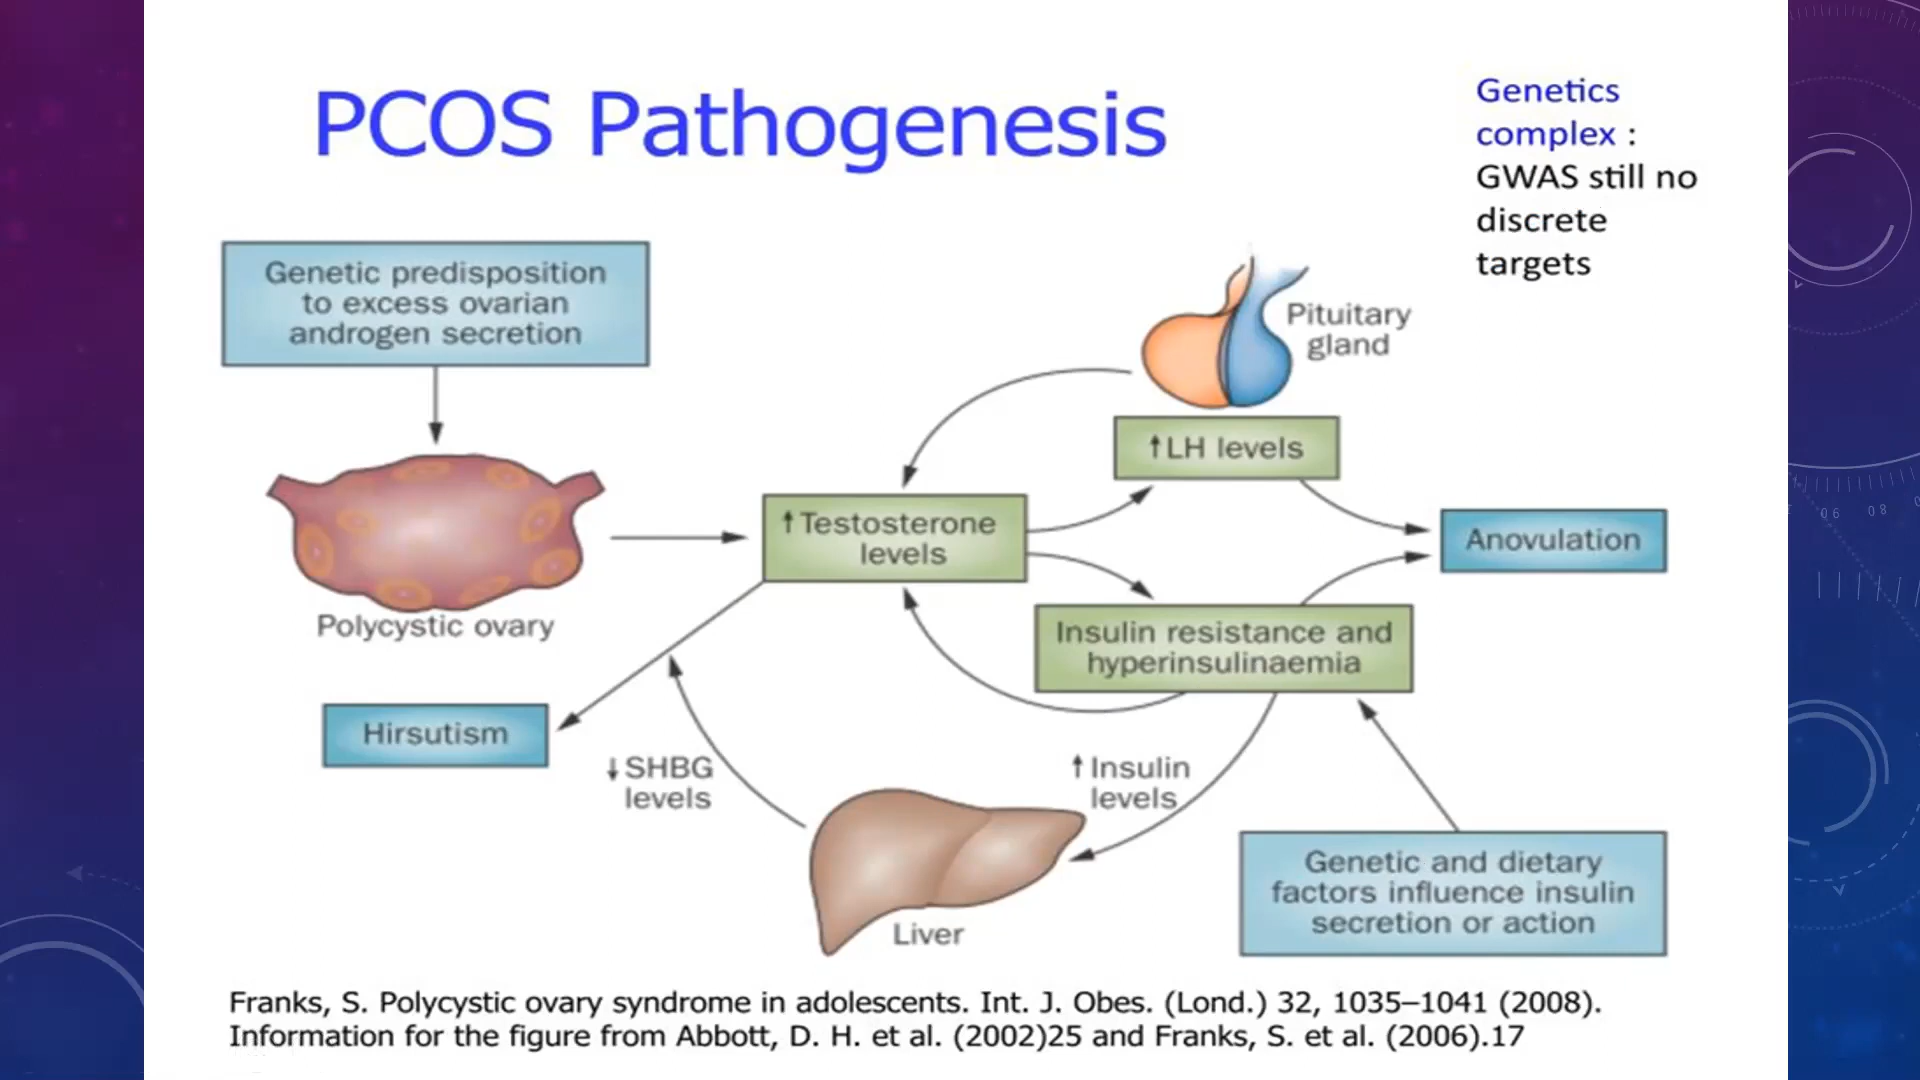 PCOS Pathogenesis
Genetics
complex :
GWAS still no
discrete
targets
Genetic predisposition
to excess ovarian
androgen secretion
Pituitary
gland
↑LH levels
↑Testosterone
levels
Anovulation
Polycystic ovary
Insulin resistance and
hyperinsulinaemia
Hirsutism
↓SHBG
levels
↑Insulin
levels
Liver
Genetic and dietary
factors influence insulin
secretion or action
Franks, S. Polycystic ovary syndrome in adolescents. Int. J. Obes. (Lond.) 32, 1035–1041 (2008).
Information for the figure from Abbott, D. H. et al. (2002)25 and Franks, S. et al. (2006).17
06 08